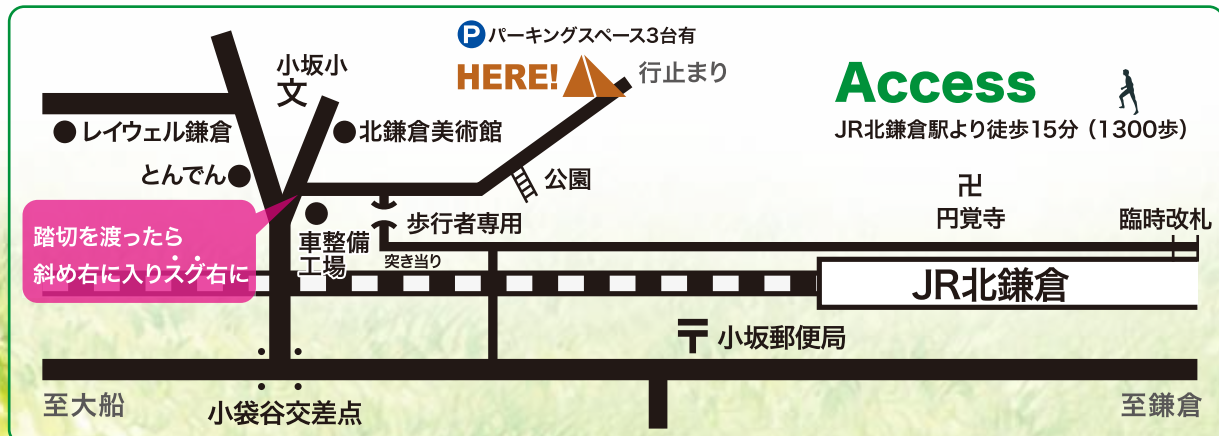 Pパーキングスペース3台有
HERE!
行止まり
小坂小
文
Access
JR北鎌倉駅より徒歩15分（1300歩）
レイウェル鎌倉
北鎌倉美術館
とんでん
公園
卍
円覚寺
臨時改札
踏切を渡ったら
斜め右に入りスグ右に
車整備
工場
歩行者専用
突き当り
JR北鎌倉
〒小坂郵便局
至大船
小袋谷交差点
至鎌倉